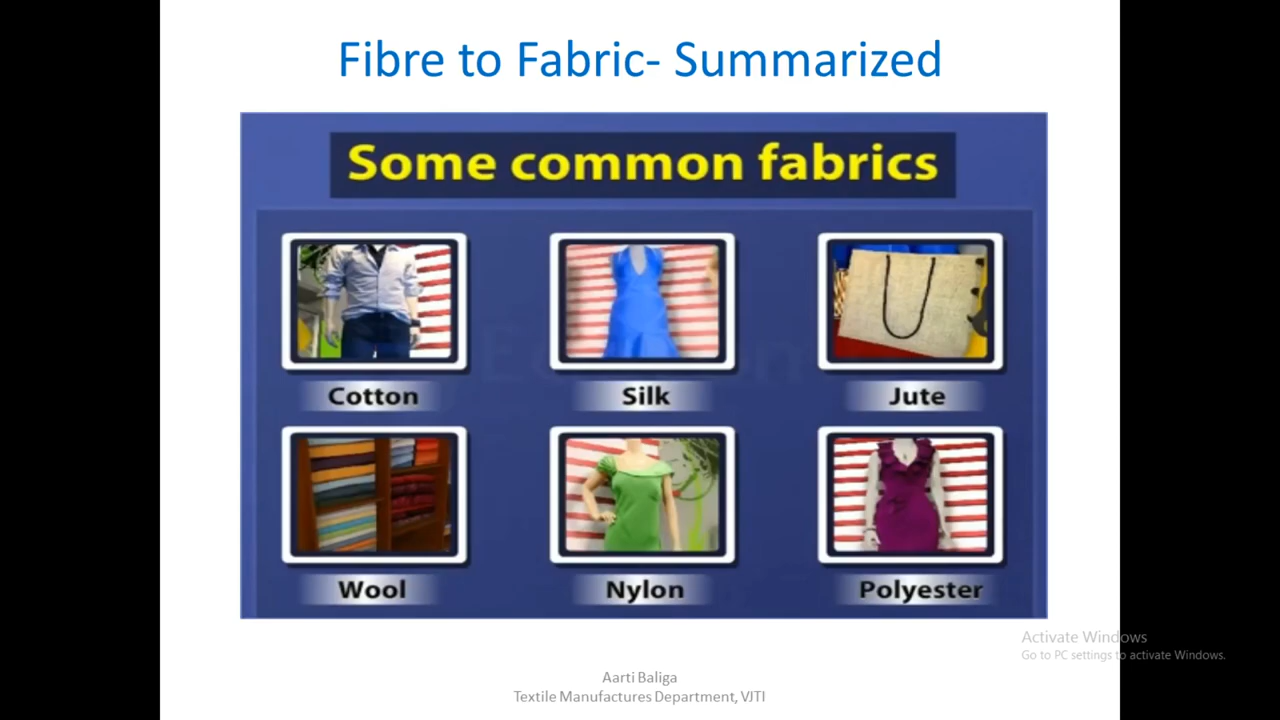 Fibre to Fabric- Summarized
Some common fabrics
Cotton
Silk
Jute
Wool
Nylon
Polyester
Activate Windows
Go to PC settings to activate Windows.
Aarti Baliga
Textile Manufactures Department, VJTI